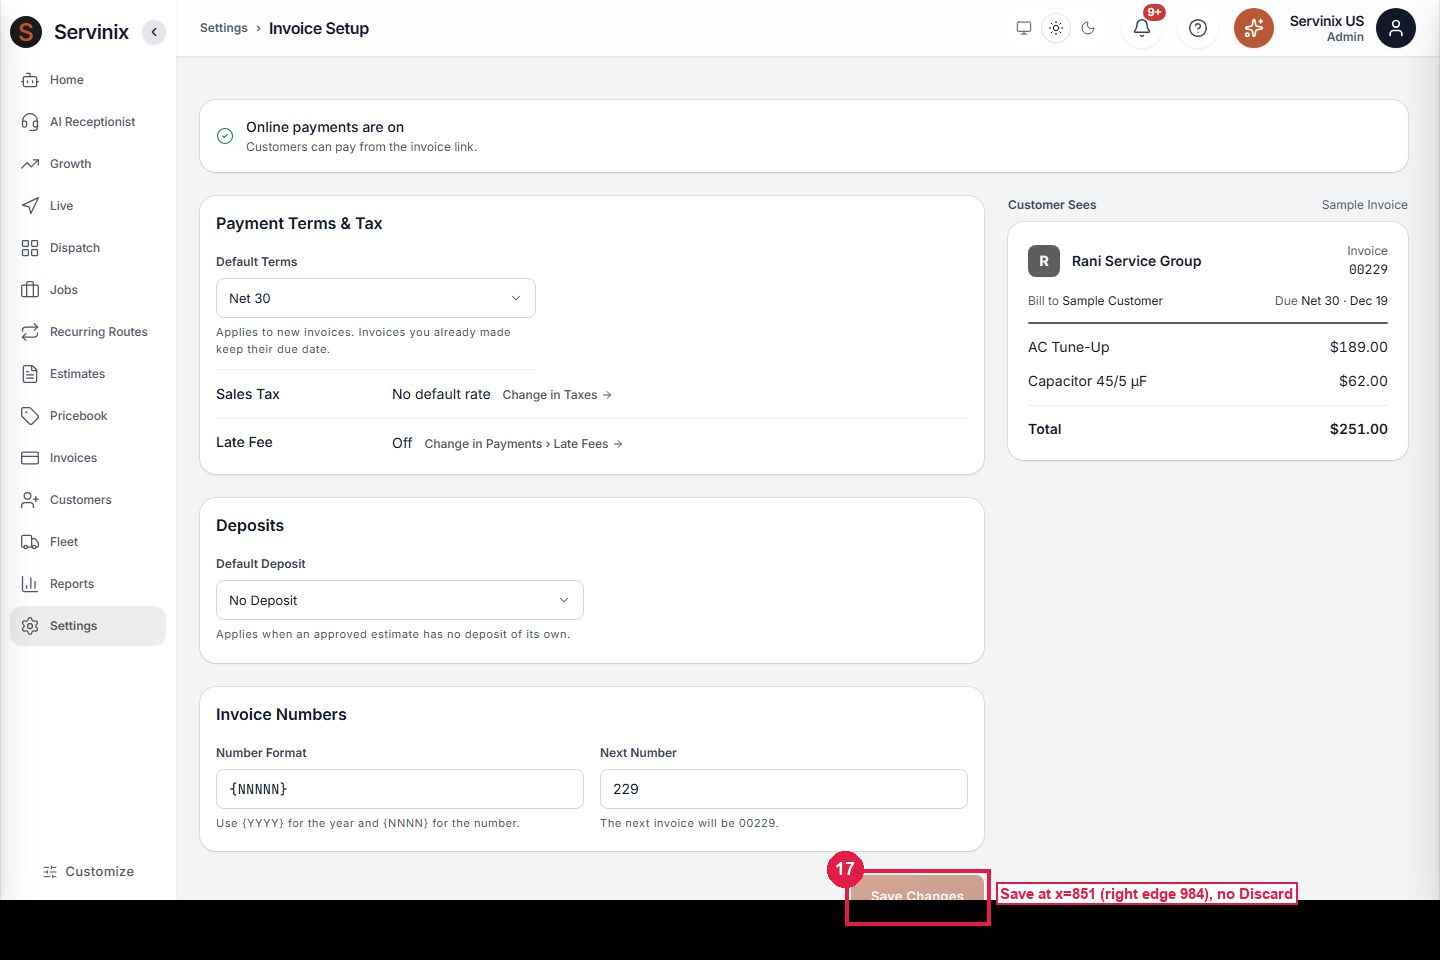 Servinix
Settings › Invoice Setup
9+
Servinix US
Admin
Home
AI Receptionist
Growth
Live
Dispatch
Jobs
Recurring Routes
Estimates
Pricebook
Invoices
Customers
Fleet
Reports
Settings
Customize
Online payments are on
Customers can pay from the invoice link.
Payment Terms & Tax
Default Terms
Net 30
Applies to new invoices. Invoices you already made
keep their due date.
Sales Tax No default rate Change in Taxes →
Late Fee Off Change in Payments › Late Fees →
Deposits
Default Deposit
No Deposit
Applies when an approved estimate has no deposit of its own.
Invoice Numbers
Number Format
{NNNNN}
Use {YYYY} for the year and {NNNN} for the number.
Next Number
229
The next invoice will be 00229.
Customer Sees Sample Invoice
R Rani Service Group
Invoice
00229
Bill to Sample Customer Due Net 30 · Dec 19
AC Tune-Up $189.00
Capacitor 45/5 µF $62.00
Total $251.00
17
Save Changes
Save at x=851 (right edge 984), no Discard